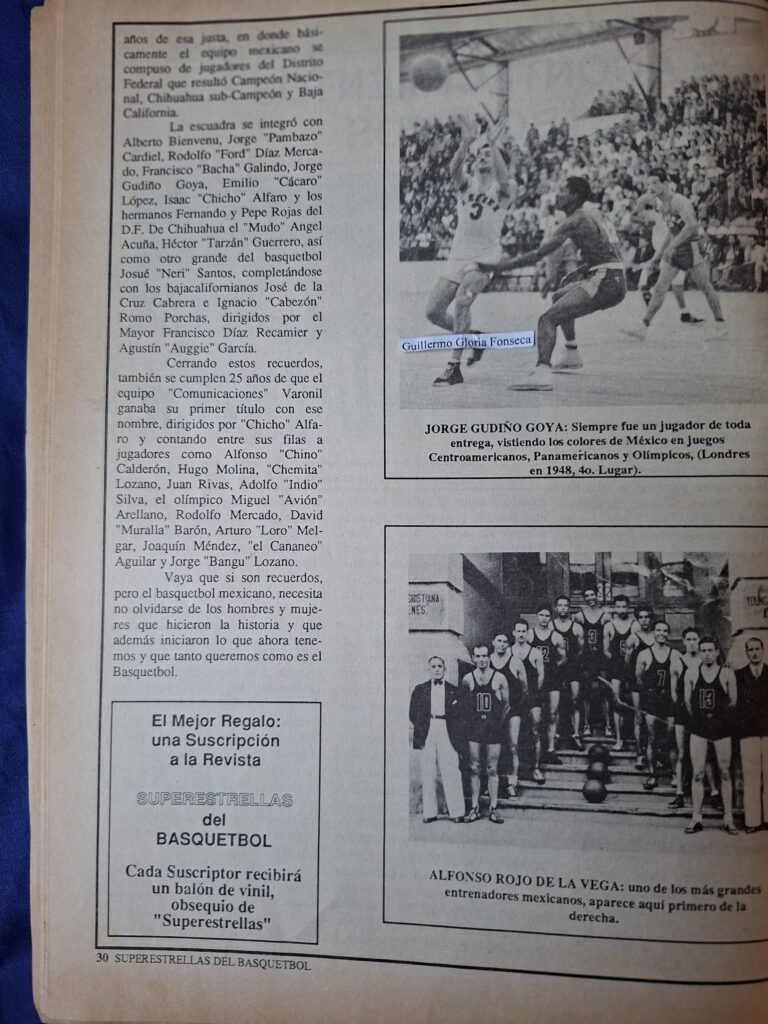 años de esa justa, en donde bási-
camente el equipo mexicano se
compuso de jugadores del Distrito
Federal que resultó Campeón Nacio-
nal, Chihuahua sub-Campeón y Baja
California.
La escuadra se integró con
Alberto Bienvenu, Jorge "Pambazo"
Cardiel, Rodolfo "Ford" Díaz Merca-
do, Francisco "Bacha" Galindo, Jorge
Gudiño Goya, Emilio "Cácaro"
López, Isaac "Chicho" Alfaro y los
hermanos Fernando y Pepe Rojas del
D.F. De Chihuahua el "Mudo" Angel
Acuña, Héctor "Tarzán" Guerrero, así
como otro grande del basquetbol
Josué "Neri" Santos, completándose
con los bajacalifornianos José de la
Cruz Cabrera e Ignacio "Cabezón"
Romo Porchas, dirigidos por el
Mayor Francisco Díaz Recamier y
Agustín "Auggie" García.
Cerrando estos recuerdos,
también se cumplen 25 años de que el
equipo "Comunicaciones" Varonil
ganaba su primer título con ese
nombre, dirigidos por "Chicho" Alfa-
ro y contando entre sus filas a
jugadores como Alfonso "Chino"
Calderón, Hugo Molina, "Chemita"
Lozano, Juan Rivas, Adolfo "Indio"
Silva, el olímpico Miguel "Avión"
Arellano, Rodolfo Mercado, David
"Muralla" Barón, Arturo "Loro" Mel-
gar, Joaquín Méndez, "el Cananeo"
Aguilar y Jorge "Bangu" Lozano.
Vaya que si son recuerdos,
pero el basquetbol mexicano, necesita
no olvidarse de los hombres y muje-
res que hicieron la historia y que
además iniciaron lo que ahora tene-
mos y que tanto queremos como es el
Basquetbol.
El Mejor Regalo:
una Suscripción
a la Revista
SUPERESTRELLAS
del
BASQUETBOL
Cada Suscriptor recibirá
un balón de vinil,
obsequio de
"Superestrellas"
30 SUPERESTRELLAS DEL BASQUETBOL
3
Guillermo Gloria Fonseca
JORGE GUDIÑO GOYA: Siempre fue un jugador de toda
entrega, vistiendo los colores de México en juegos
Centroamericanos, Panamericanos y Olímpicos, (Londres
en 1948, 4o. Lugar).
CRISTIANA
NES.
YOUNG
10
3
7
13
ALFONSO ROJO DE LA VEGA: uno de los más grandes
entrenadores mexicanos, aparece aquí primero de la
derecha.